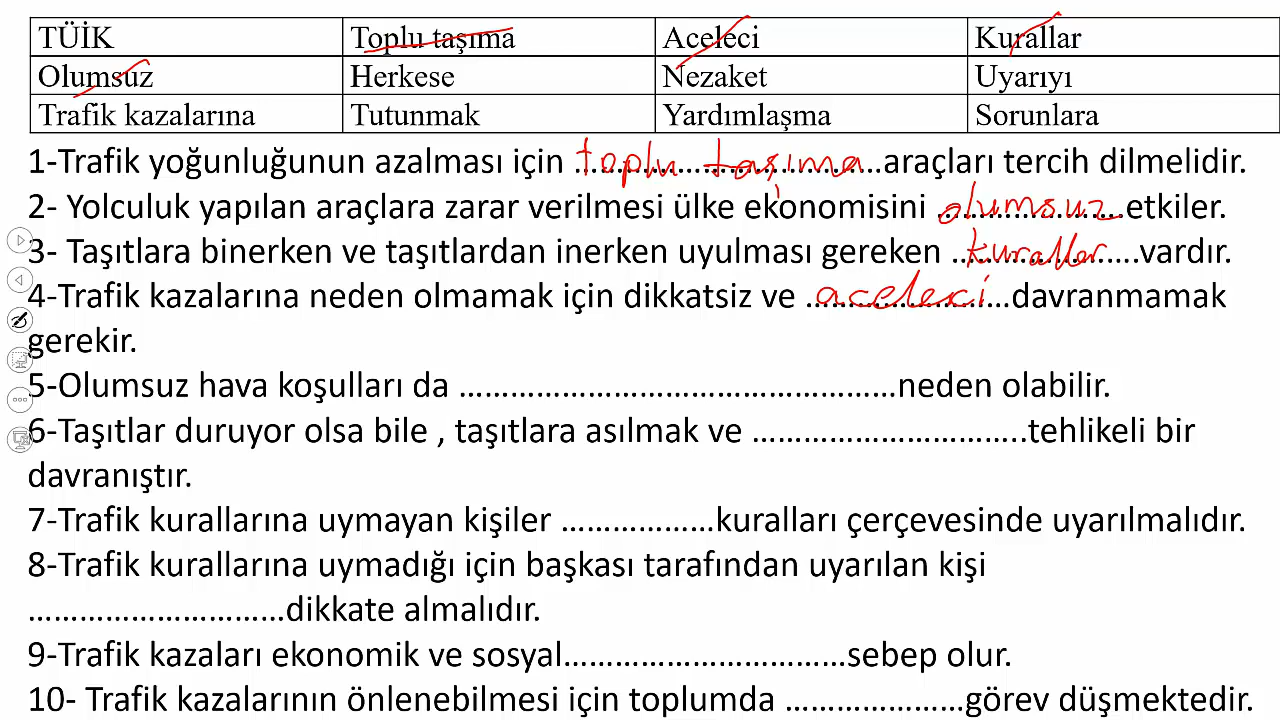 TÜİK Toplu taşıma Aceleci Kurallar
Olumsuz Herkese Nezaket Uyarıyı
Trafik kazalarına Tutunmak Yardımlaşma Sorunlara
1-Trafik yoğunluğunun azalması için toplu taşıma araçları tercih dilmelidir.
2- Yolculuk yapılan araçlara zarar verilmesi ülke ekonomisini olumsuz etkiler.
3- Taşıtlara binerken ve taşıtlardan inerken uyulması gereken kurallar vardır.
4-Trafik kazalarına neden olmamak için dikkatsiz ve aceleci davranmamak
gerekir.
5-Olumsuz hava koşulları da ……………………………………………neden olabilir.
6-Taşıtlar duruyor olsa bile , taşıtlara asılmak ve …………………………..tehlikeli bir
davranıştır.
7-Trafik kurallarına uymayan kişiler ………………kuralları çerçevesinde uyarılmalıdır.
8-Trafik kurallarına uymadığı için başkası tarafından uyarılan kişi
…………………………dikkate almalıdır.
9-Trafik kazaları ekonomik ve sosyal……………………………sebep olur.
10- Trafik kazalarının önlenebilmesi için toplumda …………………görev düşmektedir.